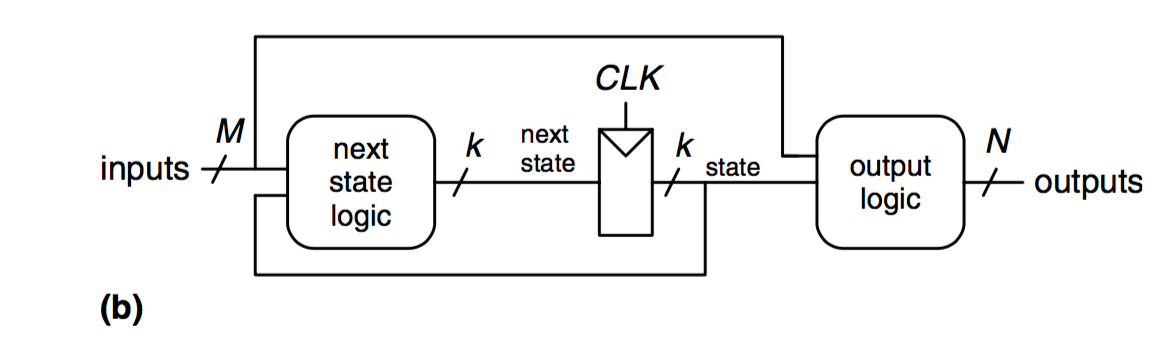 CLK
M
next
k
next
k
N
inputs
state
logic
state
state
output
logic
outputs
(b)